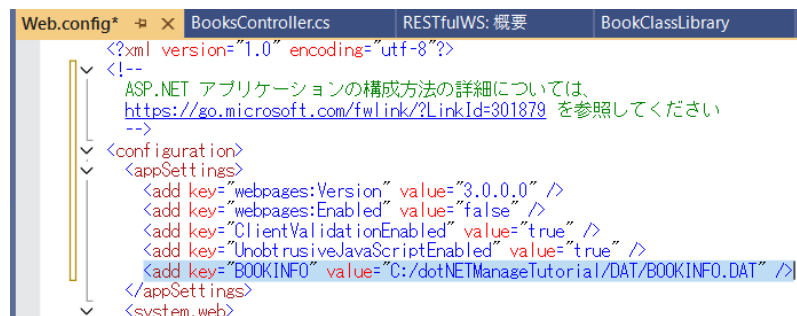 Web.config* BooksController.cs RESTfulWS: 概要 BookClassLibrary
<?xml version="1.0" encoding="utf-8"?>
<!--
ASP.NET アプリケーションの構成方法の詳細については、
https://go.microsoft.com/fwlink/?LinkId=301879 を参照してください
-->
<configuration>
<appSettings>
<add key="webpages:Version" value="3.0.0.0" />
<add key="webpages:Enabled" value="false" />
<add key="ClientValidationEnabled" value="true" />
<add key="UnobtrusiveJavaScriptEnabled" value="true" />
<add key="BOOKINFO" value="C:/dotNETManageTutorial/DAT/BOOKINFO.DAT" />
</appSettings>
<system.web>